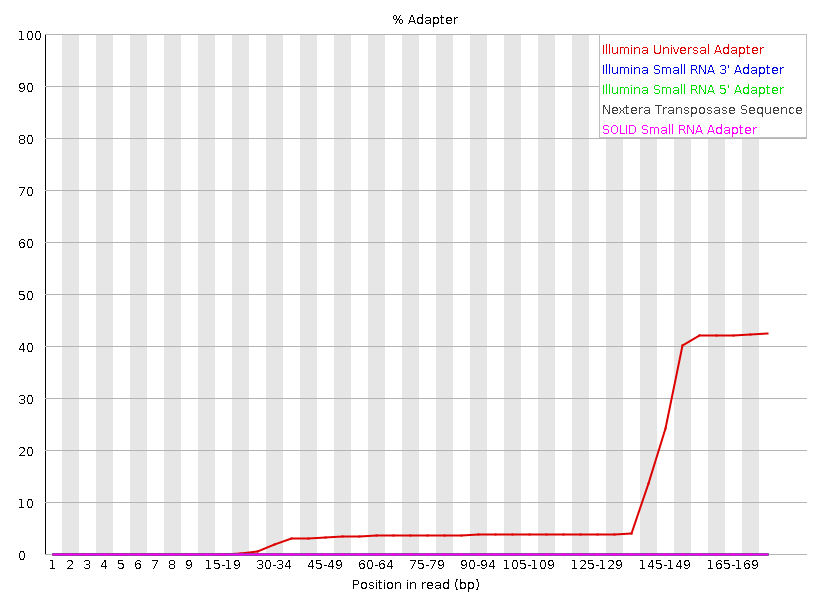 % Adapter
100
90
80
70
60
50
40
30
20
10
0
Illumina Universal Adapter
Illumina Small RNA 3' Adapter
Illumina Small RNA 5' Adapter
Nextera Transposase Sequence
SOLID Small RNA Adapter
1 2 3 4 5 6 7 8 9 15-19 30-34 45-49 60-64 75-79 90-94 105-109 125-129 145-149 165-169
Position in read (bp)